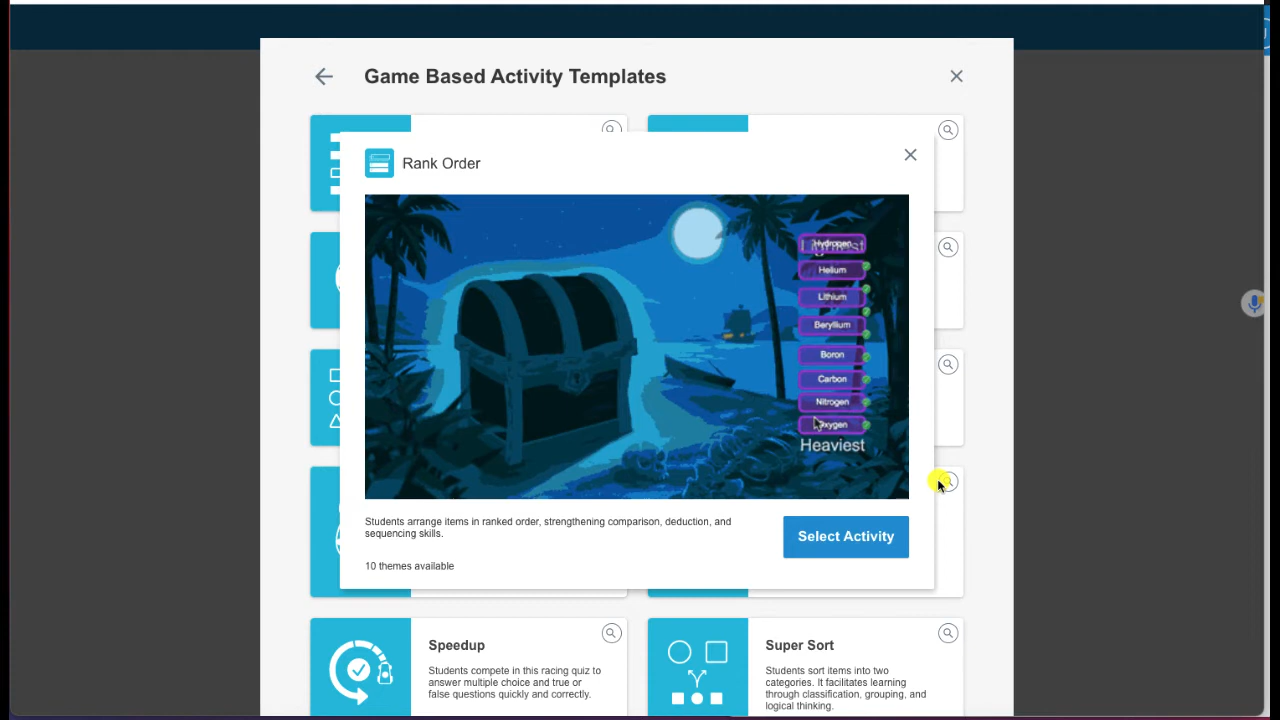 Game Based Activity Templates
Rank Order
Hydrogen
Helium
Lithium
Beryllium
Boron
Carbon
Nitrogen
Oxygen
Heaviest
Students arrange items in ranked order, strengthening comparison, deduction, and
sequencing skills.
Select Activity
10 themes available
Speedup
Students compete in this racing quiz to
answer multiple choice and true or
false questions quickly and correctly.
Super Sort
Students sort items into two
categories. It facilitates learning
through classification, grouping, and
logical thinking.